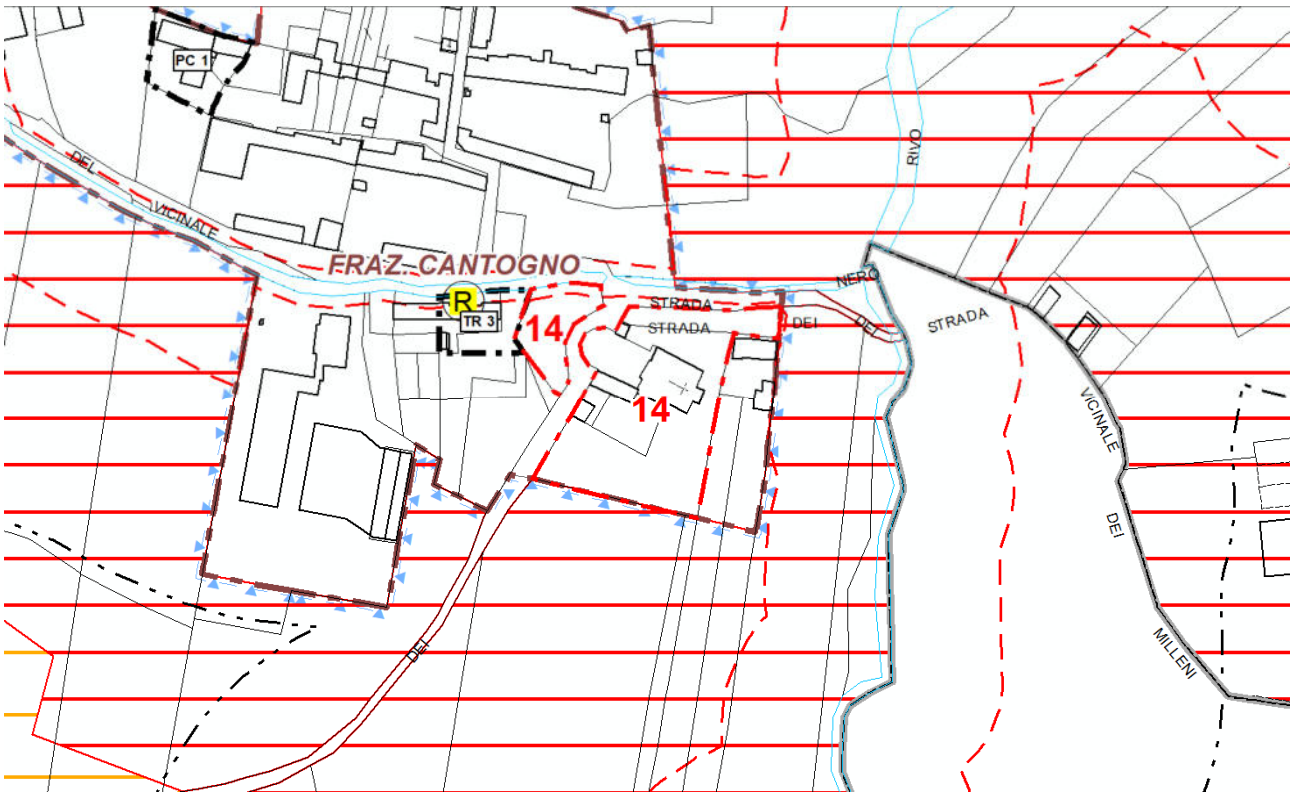 PC 1
DEL
VICINALE
RIVO
FRAZ. CANTOGNO
NERO
R
TR 3
14
STRADA
STRADA
DEI
DEI
STRADA
14
VICINALE
DEI
MILLENI
DEI